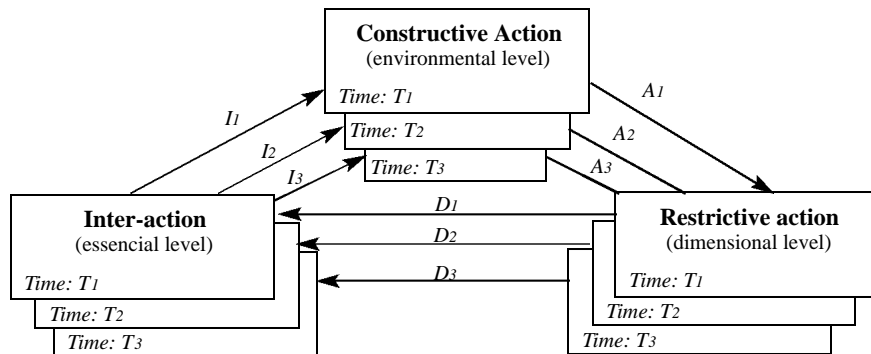 Constructive Action
(environmental level)
Time: T1
Time: T2
Time: T3
I1
I2
I3
A1
A2
A3
Inter-action
(essencial level)
Time: T1
Time: T2
Time: T3
D1
D2
D3
Restrictive action
(dimensional level)
Time: T1
Time: T2
Time: T3